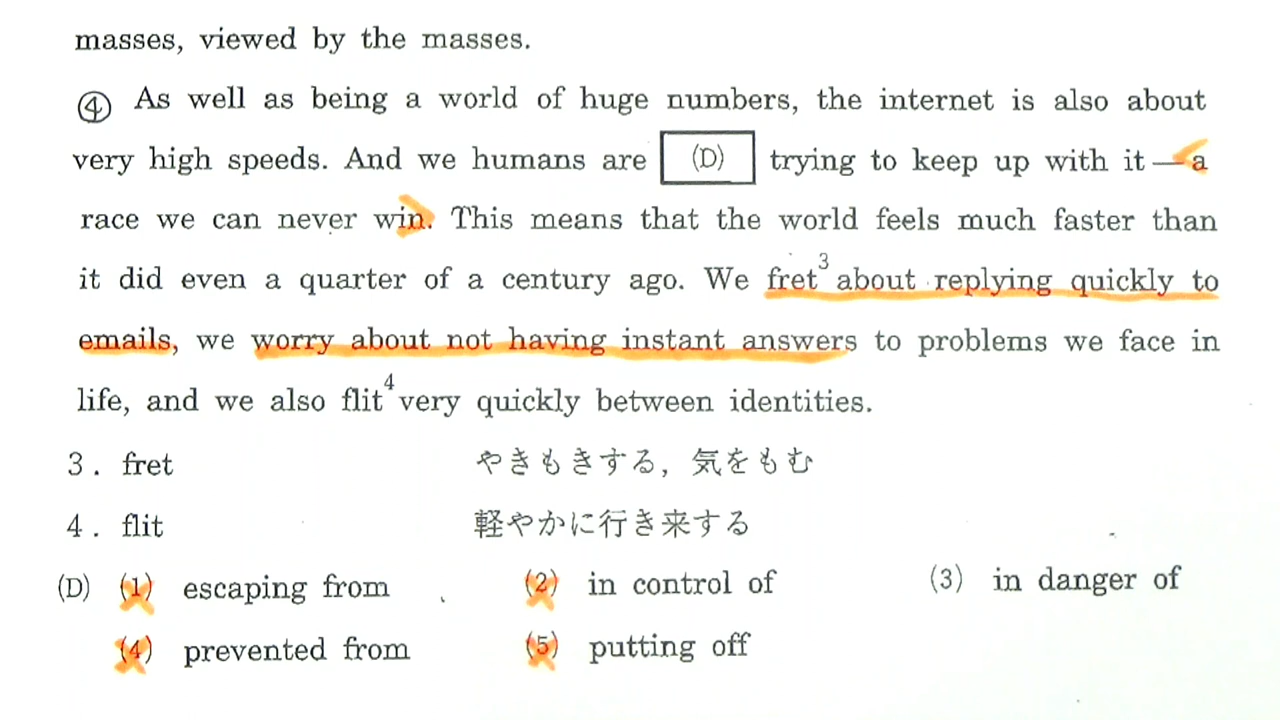 masses, viewed by the masses.
④ As well as being a world of huge numbers, the internet is also about
very high speeds. And we humans are (D) trying to keep up with it—a
race we can never win. This means that the world feels much faster than
it did even a quarter of a century ago. We fret3 about replying quickly to
emails, we worry about not having instant answers to problems we face in
life, and we also flit4 very quickly between identities.
3. fret やきもきする, 気をもむ
4. flit 軽やかに行き来する
(D) (1) escaping from (2) in control of (3) in danger of
(4) prevented from (5) putting off